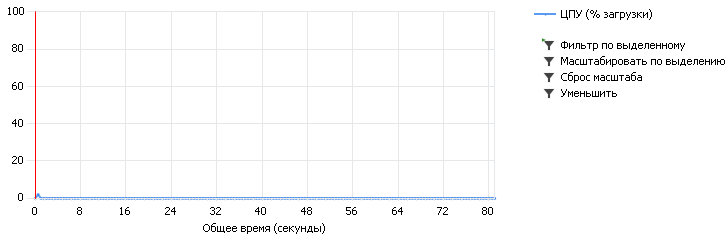 100
80
60
40
20
0
0 8 16 24 32 40 48 56 64 72 80
Общее время (секунды)
ЦПУ (% загрузки)
Фильтр по выделенному
Масштабировать по выделению
Сброс масштаба
Уменьшить